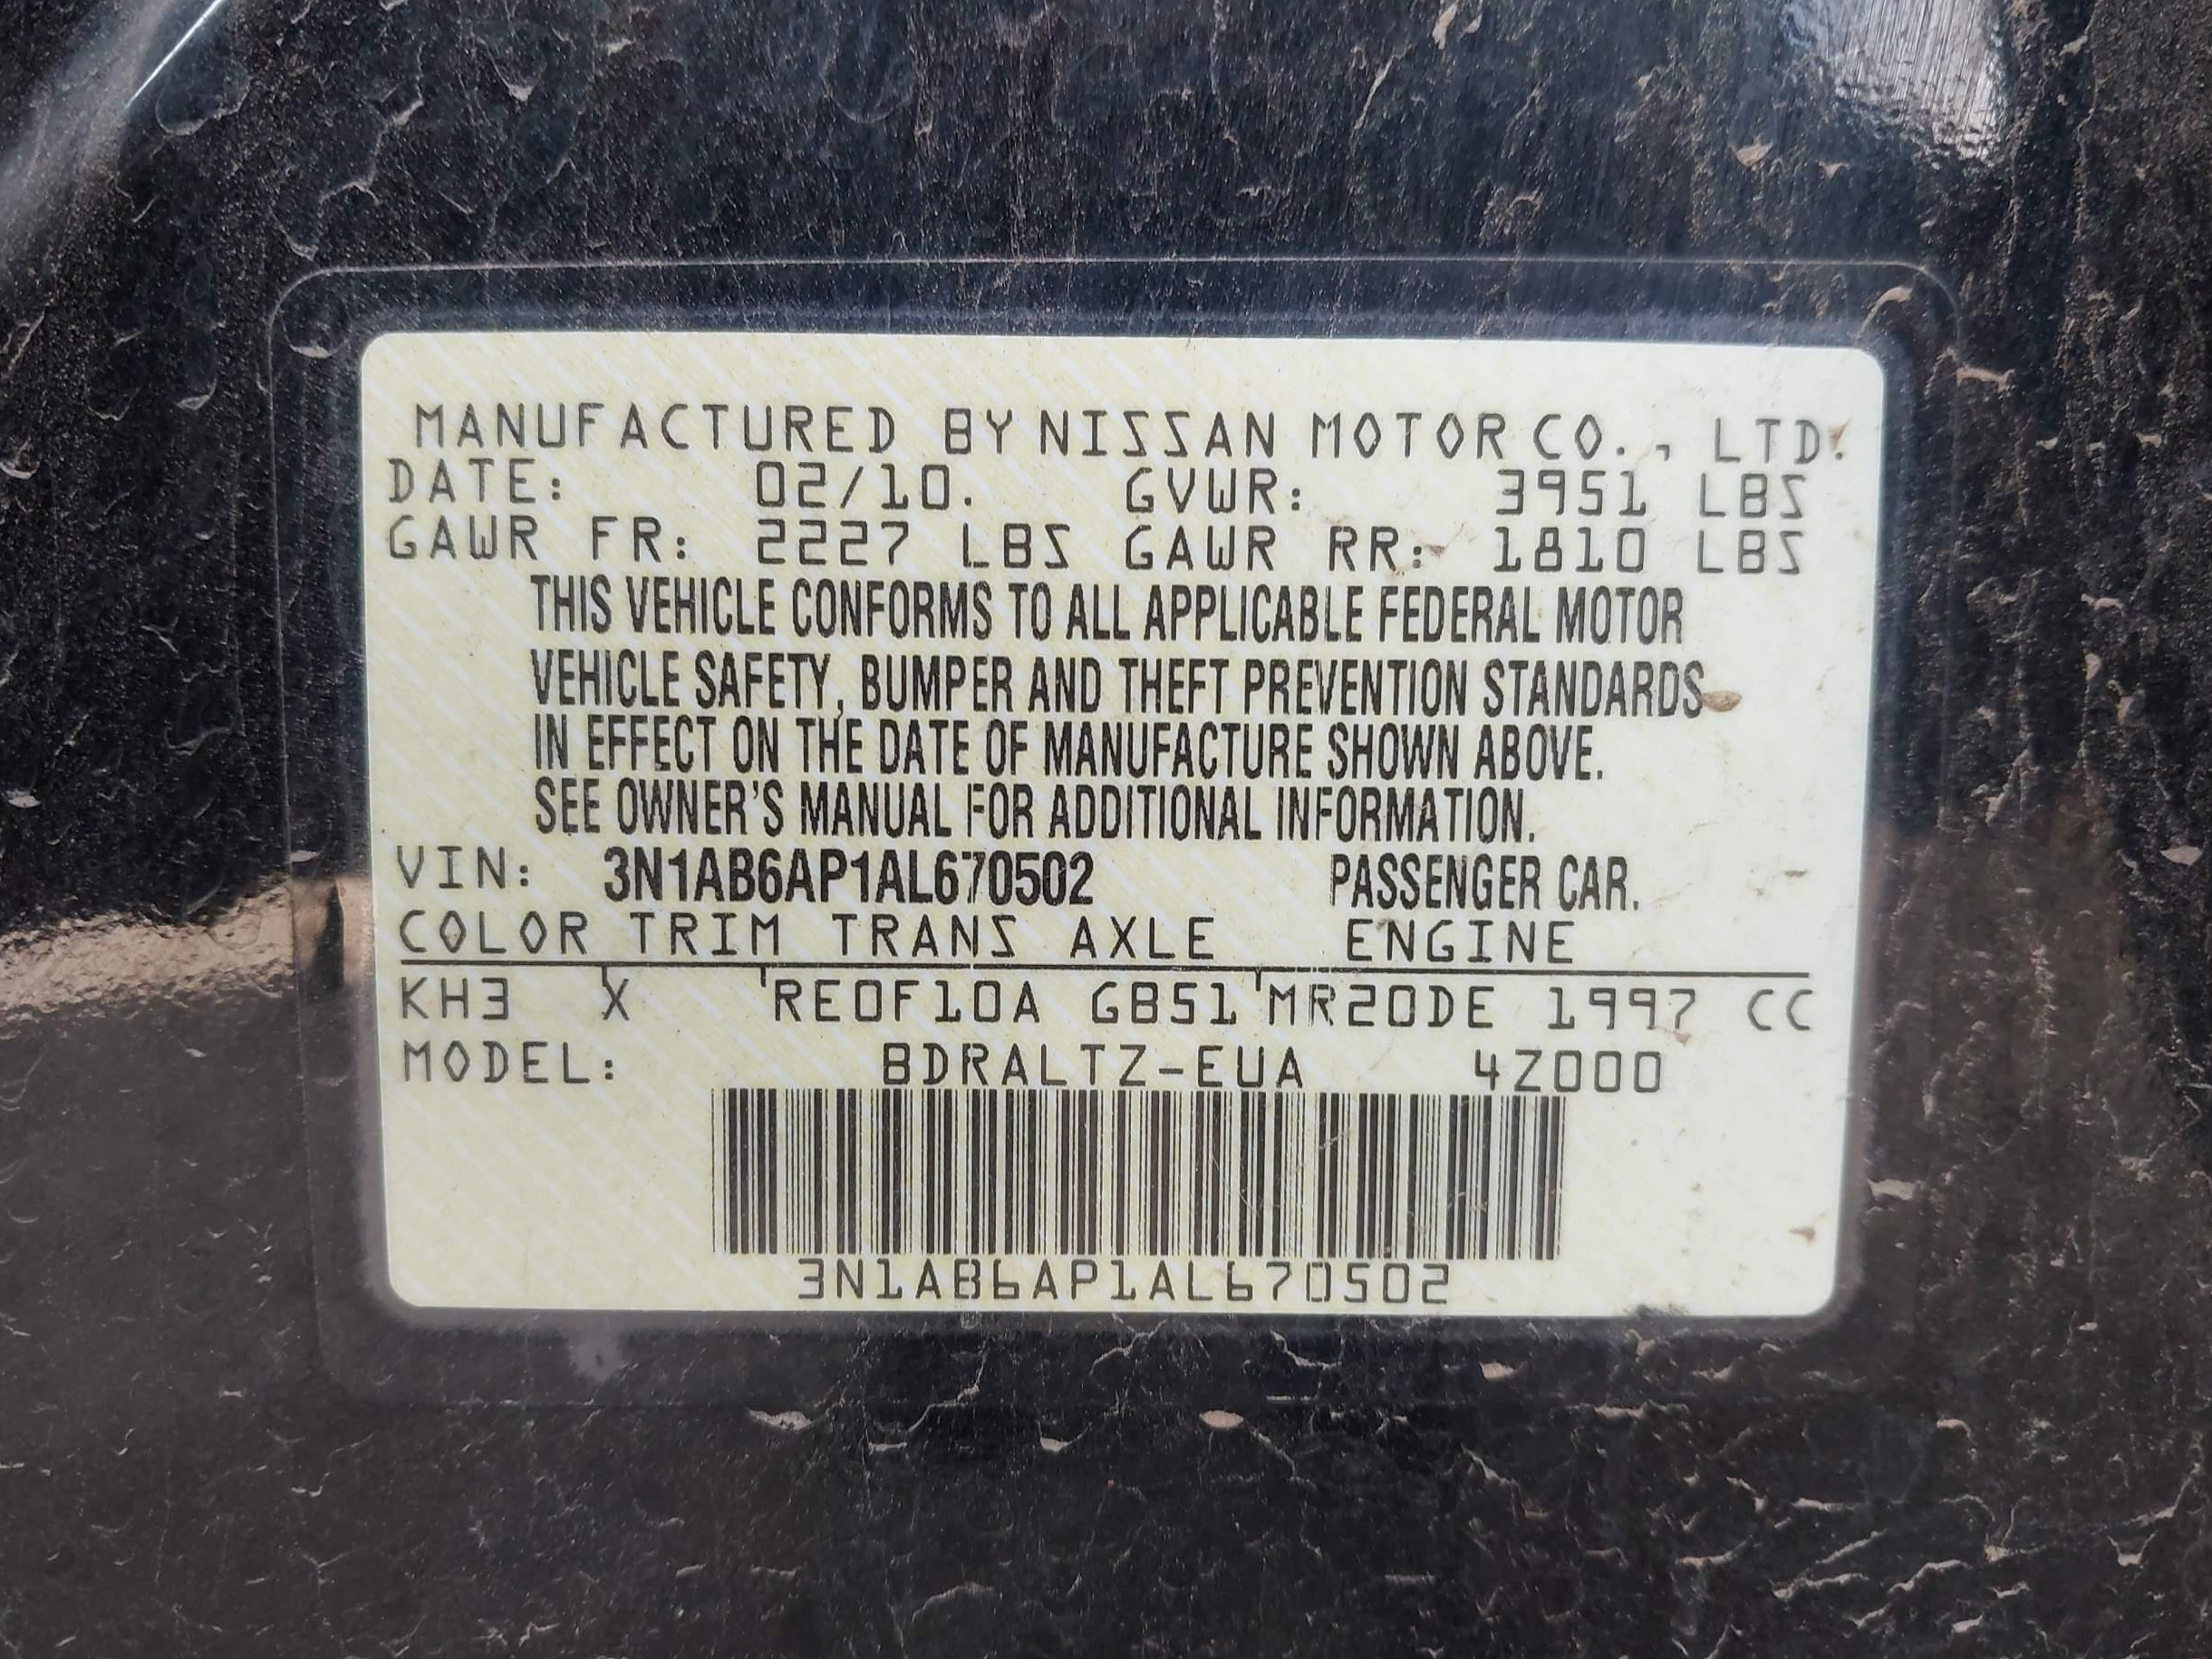 MANUFACTURED BY NISSAN MOTOR CO., LTD.
DATE: 02/10. GVWR: 3951 LBS
GAWR FR: 2227 LBS GAWR RR: 1810 LBS
THIS VEHICLE CONFORMS TO ALL APPLICABLE FEDERAL MOTOR
VEHICLE SAFETY, BUMPER AND THEFT PREVENTION STANDARDS
IN EFFECT ON THE DATE OF MANUFACTURE SHOWN ABOVE.
SEE OWNER'S MANUAL FOR ADDITIONAL INFORMATION.
VIN: 3N1AB6AP1AL670502 PASSENGER CAR.
COLOR TRIM TRANS AXLE ENGINE
KH3 X RE0F10A GB51 MR20DE 1997 CC
MODEL: BDRALTZ-EUA 4Z000
3N1AB6AP1AL670502